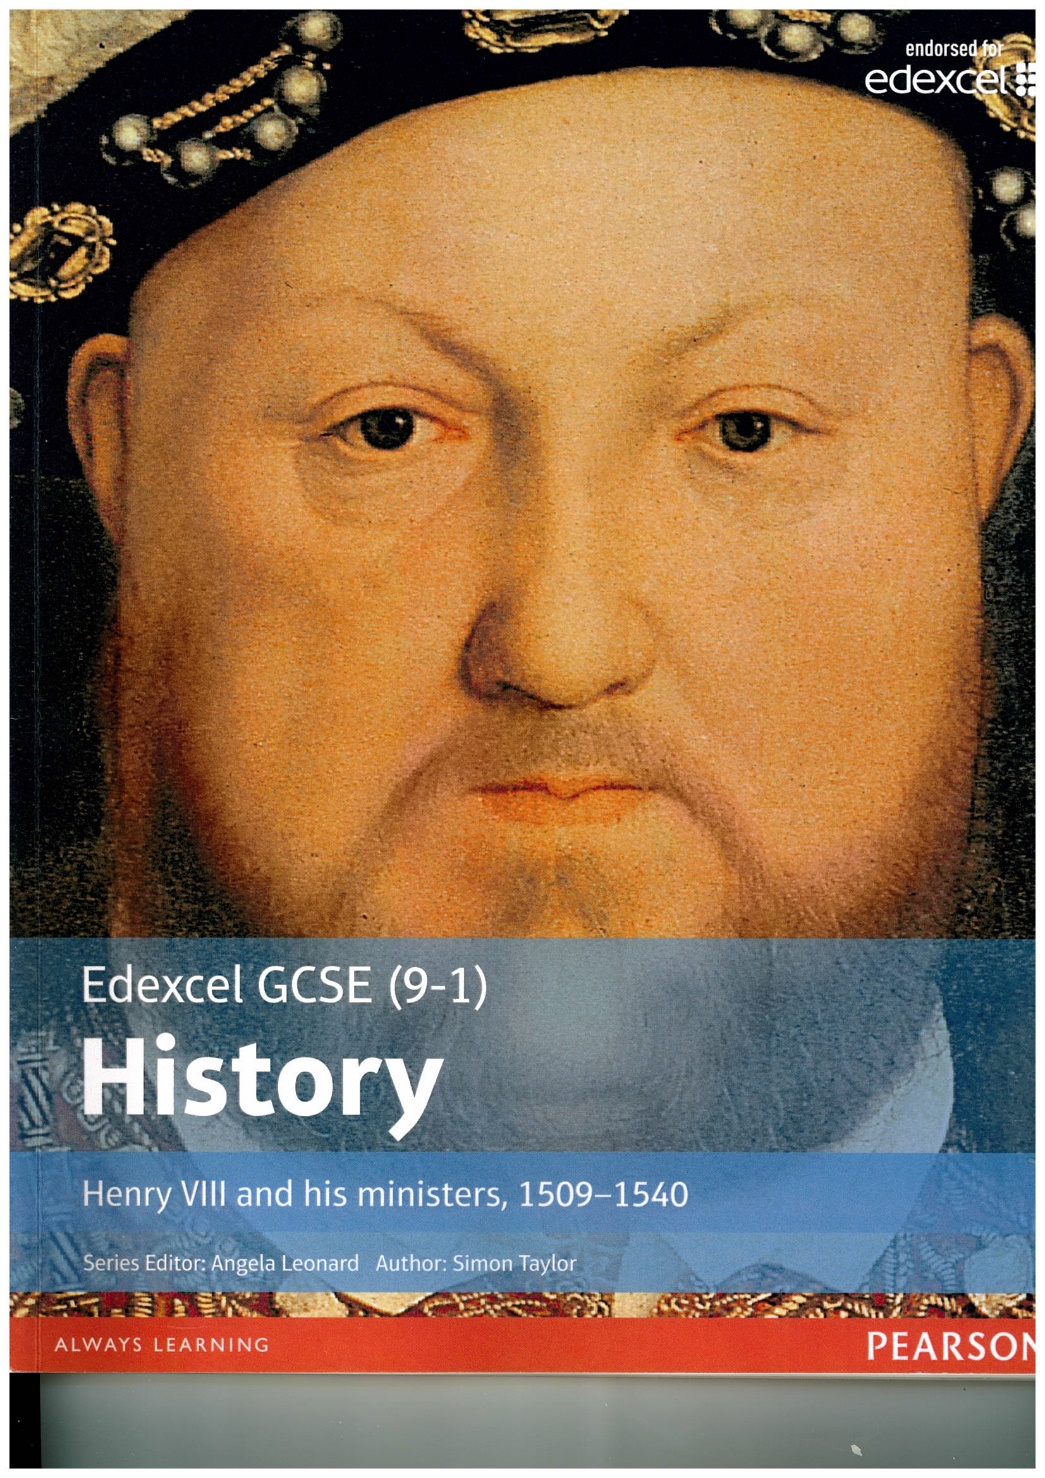 endorsed for
edexcel
Edexcel GCSE (9-1)
History
Henry VIII and his ministers, 1509–1540
Series Editor: Angela Leonard Author: Simon Taylor
ALWAYS LEARNING
PEARSON